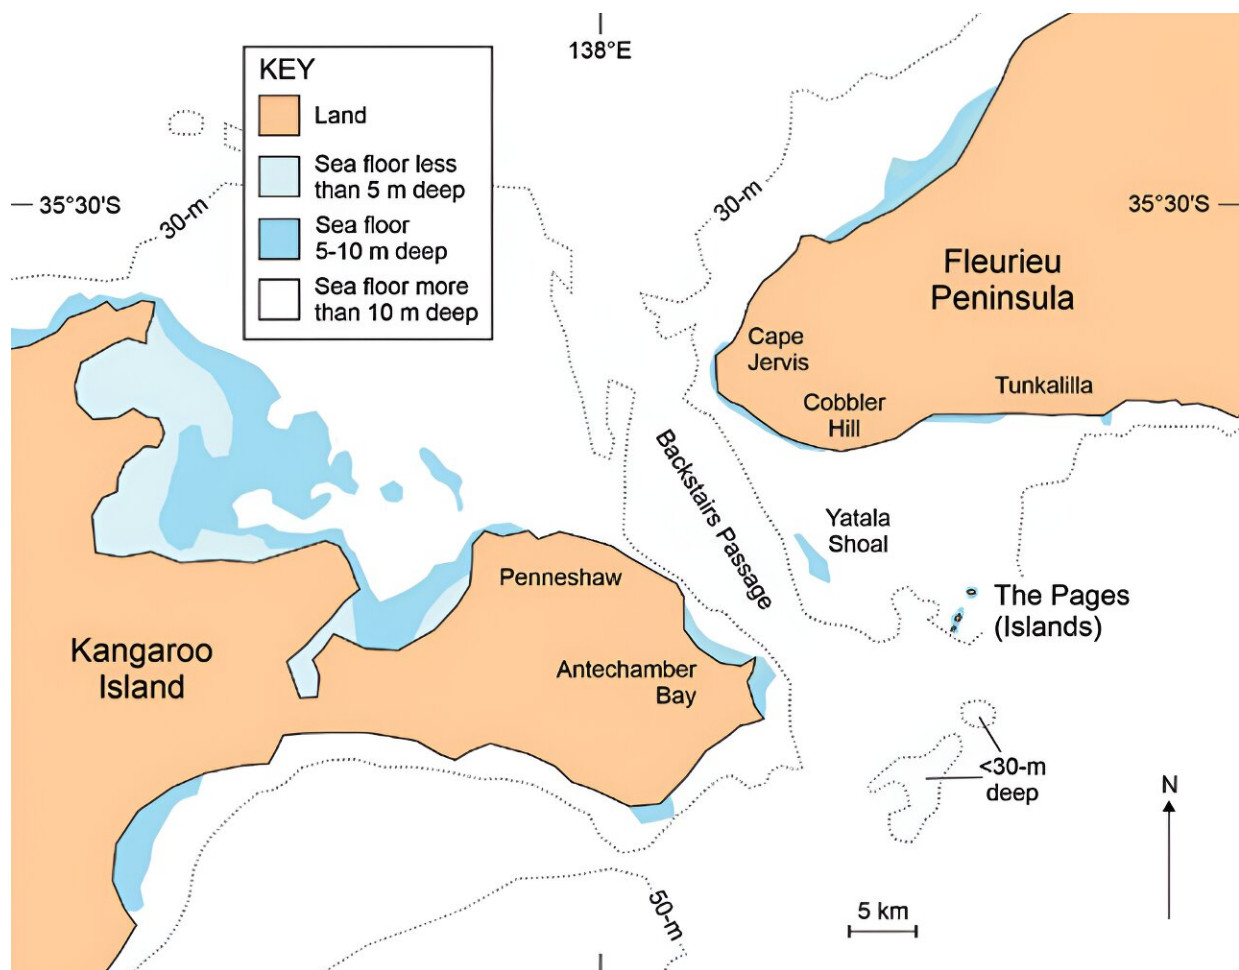 138°E
KEY
Land
Sea floor less
than 5 m deep
Sea floor
5-10 m deep
Sea floor more
than 10 m deep
35°30'S
30-m
30-m
35°30'S
Fleurieu
Peninsula
Cape
Jervis
Tunkalilla
Cobbler
Hill
Backstairs Passage
Yatala
Shoal
Penneshaw
The Pages
(Islands)
Kangaroo
Island
Antechamber
Bay
<30-m
deep
N
50-m
5 km